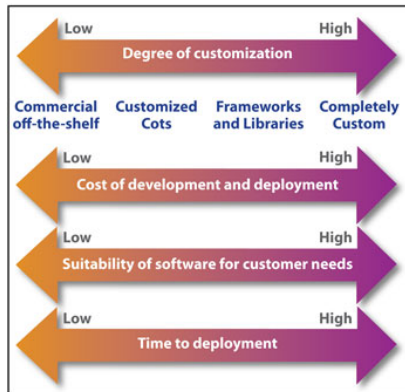 Low High
Degree of customization
Commercial Customized Frameworks Completely
off-the-shelf Cots and Libraries Custom
Low High
Cost of development and deployment
Low High
Suitability of software for customer needs
Low High
Time to deployment